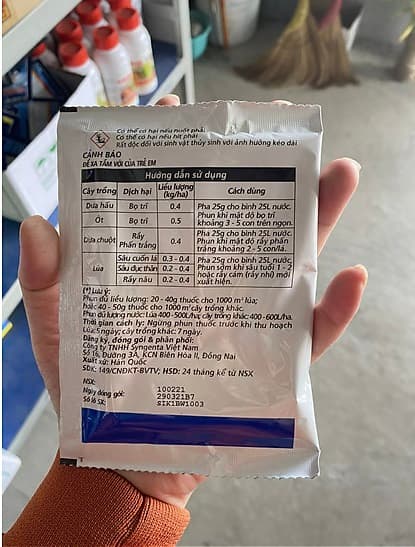 Có thể có hại nếu nuốt phải
Có thể có hại nếu hít phải
Rất độc đối với sinh vật thủy sinh với ảnh hưởng kéo dài
CẢNH BÁO
ĐỂ XA TẦM VỚI CỦA TRẺ EM
Hướng dẫn sử dụng
Cây trồng Dịch hại Liều lượng (kg/ha) Cách dùng
Dưa hấu Bọ trĩ 0.4 Pha 25g cho bình 25L nước.
Ớt Bọ trĩ 0.5 Phun khi mật độ bọ trĩ
khoảng 3 - 5 con trên ngọn.
Dưa chuột Rầy Phấn trắng 0.4 Pha 25g cho bình 25L nước.
Phun khi mật độ rầy phấn
trắng khoảng 2 - 5 con/lá.
Lúa Sâu cuốn lá 0.3 - 0.4 Pha 25g cho bình 25L nước,
Sâu đục thân 0.2 - 0.4 Phun sớm khi sâu tuổi 1 - 2
Rầy nâu 0.2 - 0.4 hoặc rầy cám (rầy nhỏ) mới
xuất hiện.
(*) Lưu ý:
Phun đủ liều lượng: 20 - 40g thuốc cho 1000 m² lúa;
hoặc 40 - 50g thuốc cho 1000 m² cây trồng khác.
Phun đủ lượng nước: Lúa 400-500L/ha; cây trồng khác: 400-600L/ha.
Thời gian cách ly: Ngừng phun thuốc trước khi thu hoạch
Lúa 5 ngày; cây trồng khác: 7 ngày.
Đăng ký, đóng gói & phân phối:
Công ty TNHH Syngenta Việt Nam
Số 16, Đường 3A, KCN Biên Hòa II, Đồng Nai
Xuất xứ: Hàn Quốc
SĐK: 149/CNDKT-BVTV; HSD: 24 tháng kể từ NSX
NSX: 100221
Ngày đóng gói: 290321B7
Số lô SX: SIK1BW1003